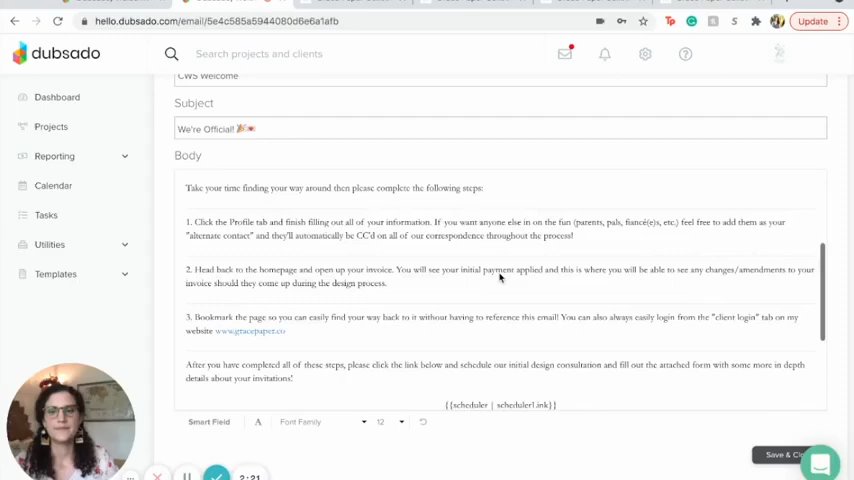 hello.dubsado.com/email/5e4c585a5944080d6e6a1afb
Update
dubsado
Search projects and clients
CWS Welcome
Dashboard
Subject
Projects
We're Official! 🎉💌
Reporting
Body
Calendar
Take your time finding your way around then please complete the following steps:
Tasks
1. Click the Profile tab and finish filling out all of your information. If you want anyone else in on the fun (parents, pals, fiancé(e)s, etc.) feel free to add them as your
"alternate contact" and they'll automatically be CC'd on all of our correspondence throughout the process!
Utilities
Templates
2. Head back to the homepage and open up your invoice. You will see your initial payment applied and this is where you will be able to see any changes/amendments to your
invoice should they come up during the design process.
3. Bookmark the page so you can easily find your way back to it without having to reference this email! You can also always easily login from the "client login" tab on my
website www.gracepaper.co
After you have completed all of these steps, please click the link below and schedule our initial design consultation and fill out the attached form with some more in depth
details about your invitations!
{{scheduler | schedulerLink}}
Smart Field A Font Family 12
Save & Cl
2:21